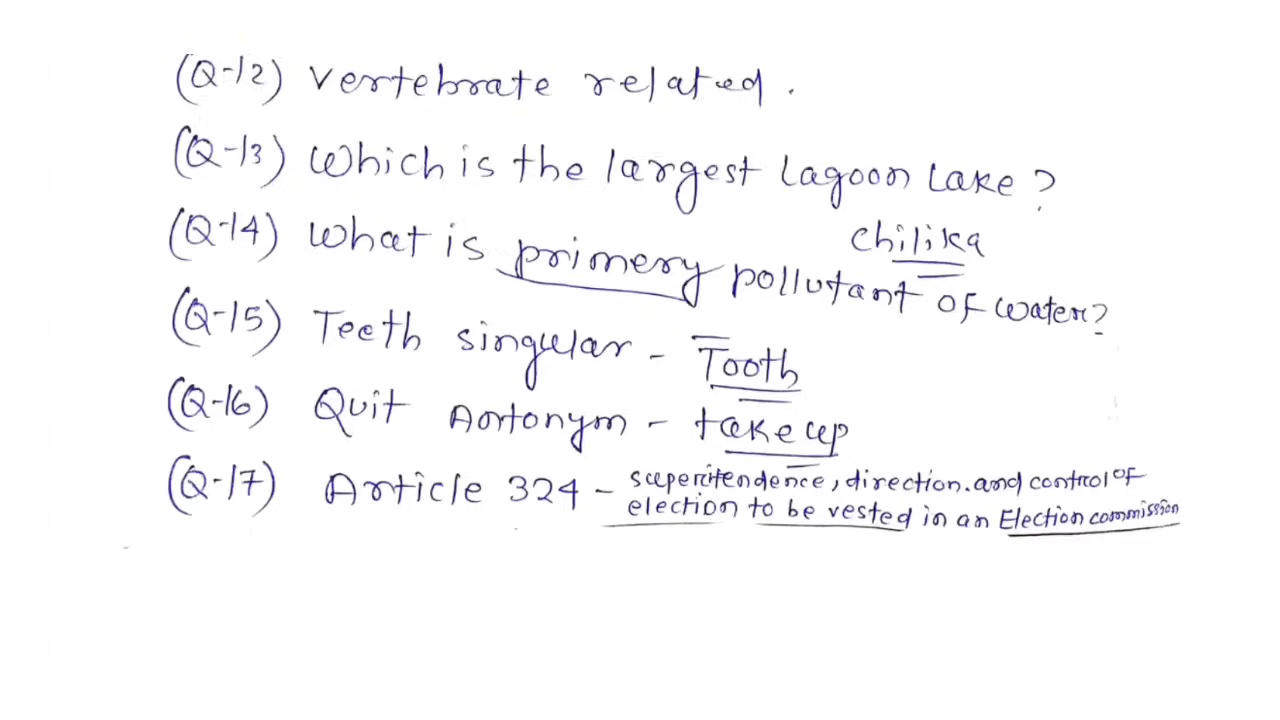 (Q-12) Vertebrate related.
(Q-13) Which is the largest Lagoon Lake?
chilika
(Q-14) What is primery pollutant of water?
(Q-15) Teeth singular - Tooth
(Q-16) Quit Antonym - take up
(Q-17) Article 324 - superitendence, direction.and control of
election to be vested in an Election commission